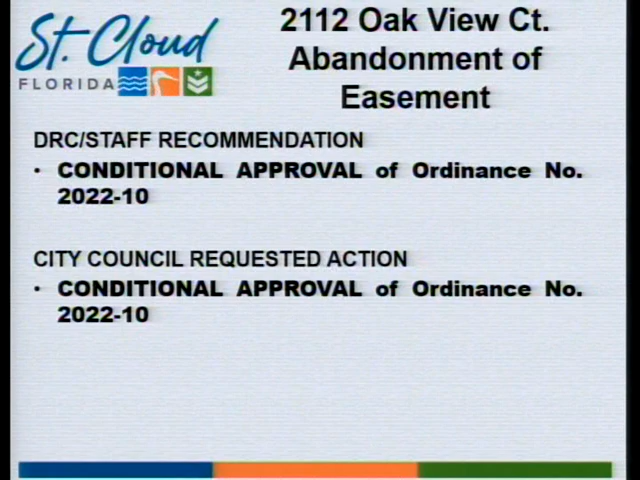 St. Cloud
FLORIDA
2112 Oak View Ct.
Abandonment of
Easement
DRC/STAFF RECOMMENDATION
• CONDITIONAL APPROVAL of Ordinance No.
2022-10
CITY COUNCIL REQUESTED ACTION
• CONDITIONAL APPROVAL of Ordinance No.
2022-10